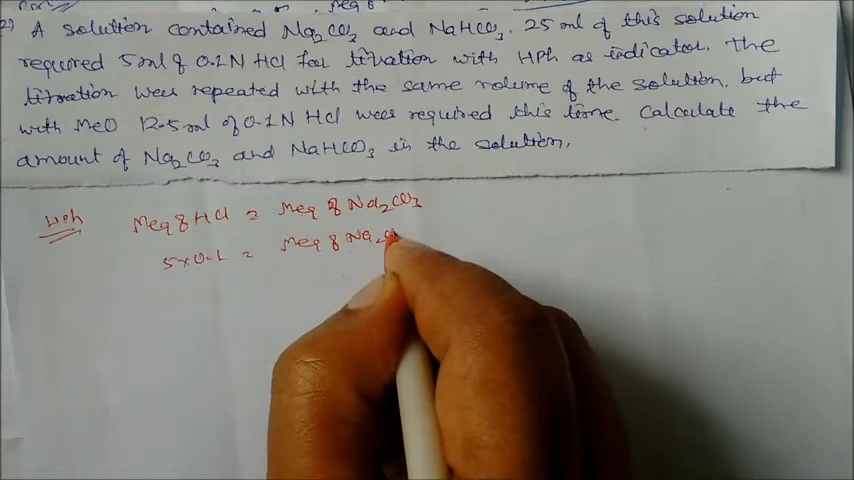 2) A solution contained Na2CO3 and NaHCO3. 25 ml of this solution
required 5 ml of 0.1 N HCl for titration with HPh as indicator. The
titration was repeated with the same volume of the solution. but
with MeO 12.5 ml of 0.1 N HCl was required this time. Calculate the
amount of Na2CO3 and NaHCO3 in the solution.
HPh Meq of HCl = Meq of Na2CO3
5x0.1 = Meq of Na2C